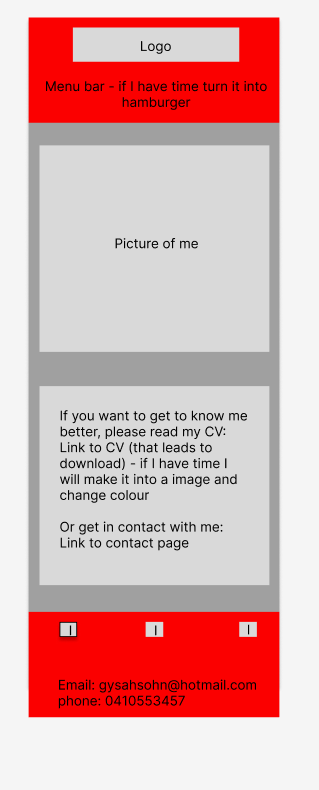 Logo
Menu bar - if I have time turn it into
hamburger
Picture of me
If you want to get to know me
better, please read my CV:
Link to CV (that leads to
download) - if I have time I
will make it into a image and
change colour
Or get in contact with me:
Link to contact page
I
I
I
Email: gysahsohn@hotmail.com
phone: 0410553457